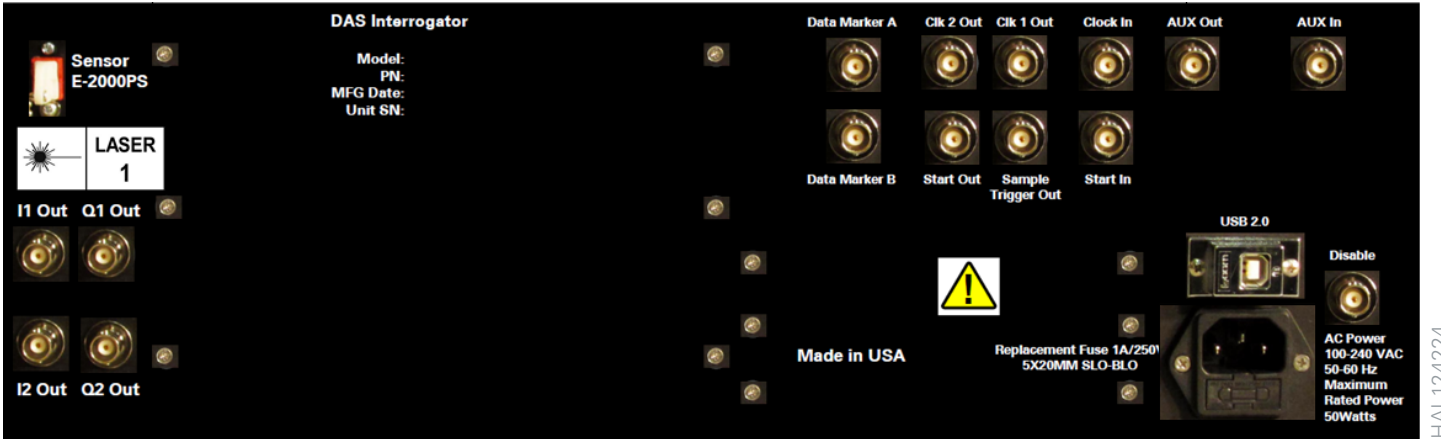 DAS Interrogator
Model:
PN:
MFG Date:
Unit SN:
Sensor
E-2000PS
LASER
1
I1 Out
Q1 Out
I2 Out
Q2 Out
Data Marker A
Clk 2 Out
Clk 1 Out
Clock In
AUX Out
AUX In
Data Marker B
Start Out
Sample
Trigger Out
Start In
USB 2.0
Disable
!
Made in USA
Replacement Fuse 1A/250V
5X20MM SLO-BLO
AC Power
100-240 VAC
50-60 Hz
Maximum
Rated Power
50Watts
HAL124224